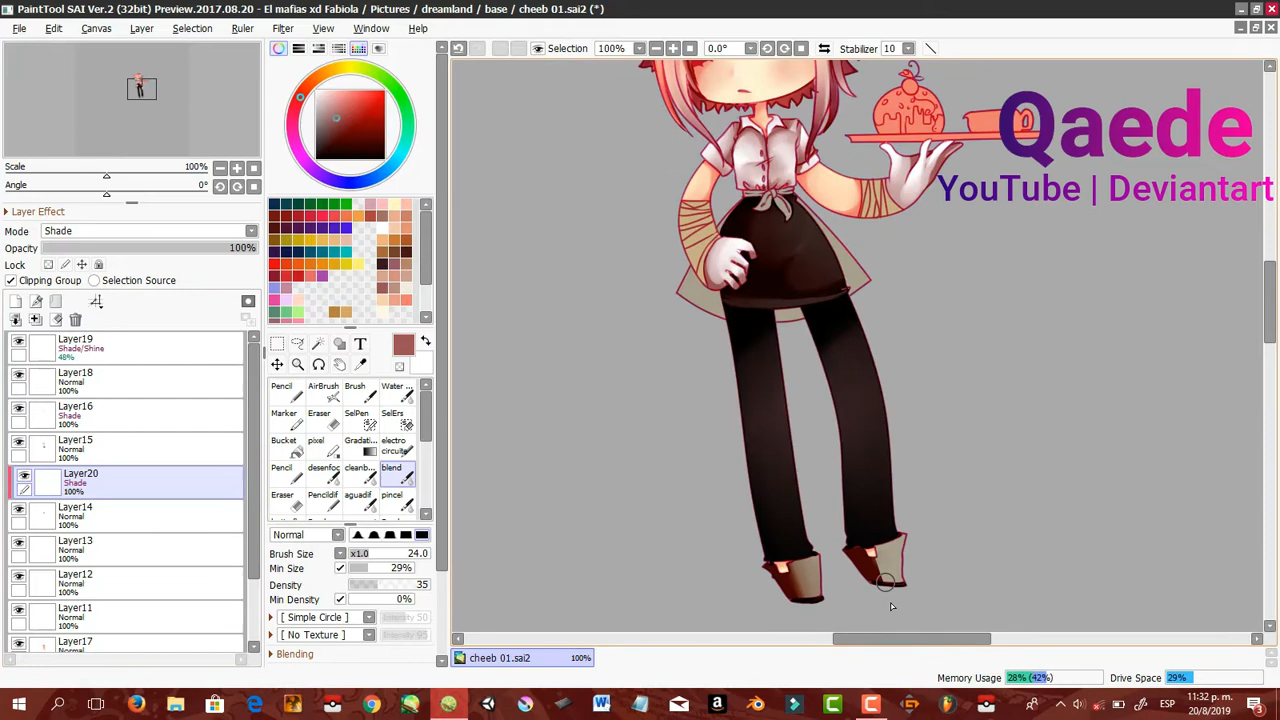 PaintTool SAI Ver.2 (32bit) Preview.2017.08.20 - El mafias xd Fabiola / Pictures / dreamland / base / cheeb 01.sai2 (*)
File Edit Canvas Layer Selection Ruler Filter View Window Help
Selection 100% 0.0° Stabilizer 10
Scale 100%
Angle 0°
Layer Effect
Mode Shade
Opacity 100%
Lock
Clipping Group Selection Source
Layer19
Shade/Shine
48%
Layer18
Normal
100%
Layer16
Shade
100%
Layer15
Normal
100%
Layer20
Shade
100%
Layer14
Normal
100%
Layer13
Normal
100%
Layer12
Normal
100%
Layer11
Normal
100%
Layer17
Normal
T
Pencil AirBrush Brush Water ...
Marker Eraser SelPen SelErs
Bucket pixel Gradati... electro circuite
Pencil desenfoc cleanb... blend
Eraser Pencildif aguadif pincel
Normal
Brush Size x1.0 24.0
Min Size 29%
Density 35
Min Density 0%
[ Simple Circle ] Intensity 50
[ No Texture ] Intensity 95
Blending
Qaede
YouTube | Deviantart
cheeb 01.sai2 100%
Memory Usage 28% (42%) Drive Space 29%
ESP
11:32 p. m.
20/8/2019
3